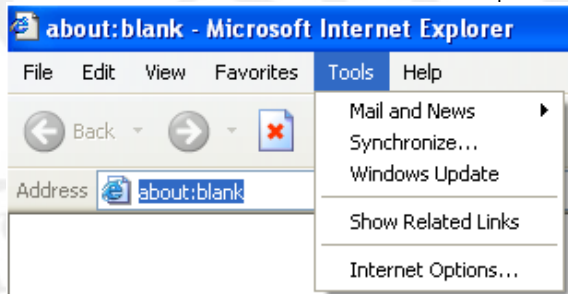 about:blank - Microsoft Internet Explorer
File Edit View Favorites Tools Help
Mail and News
Synchronize...
Windows Update
Show Related Links
Internet Options...
Back
Address about:blank